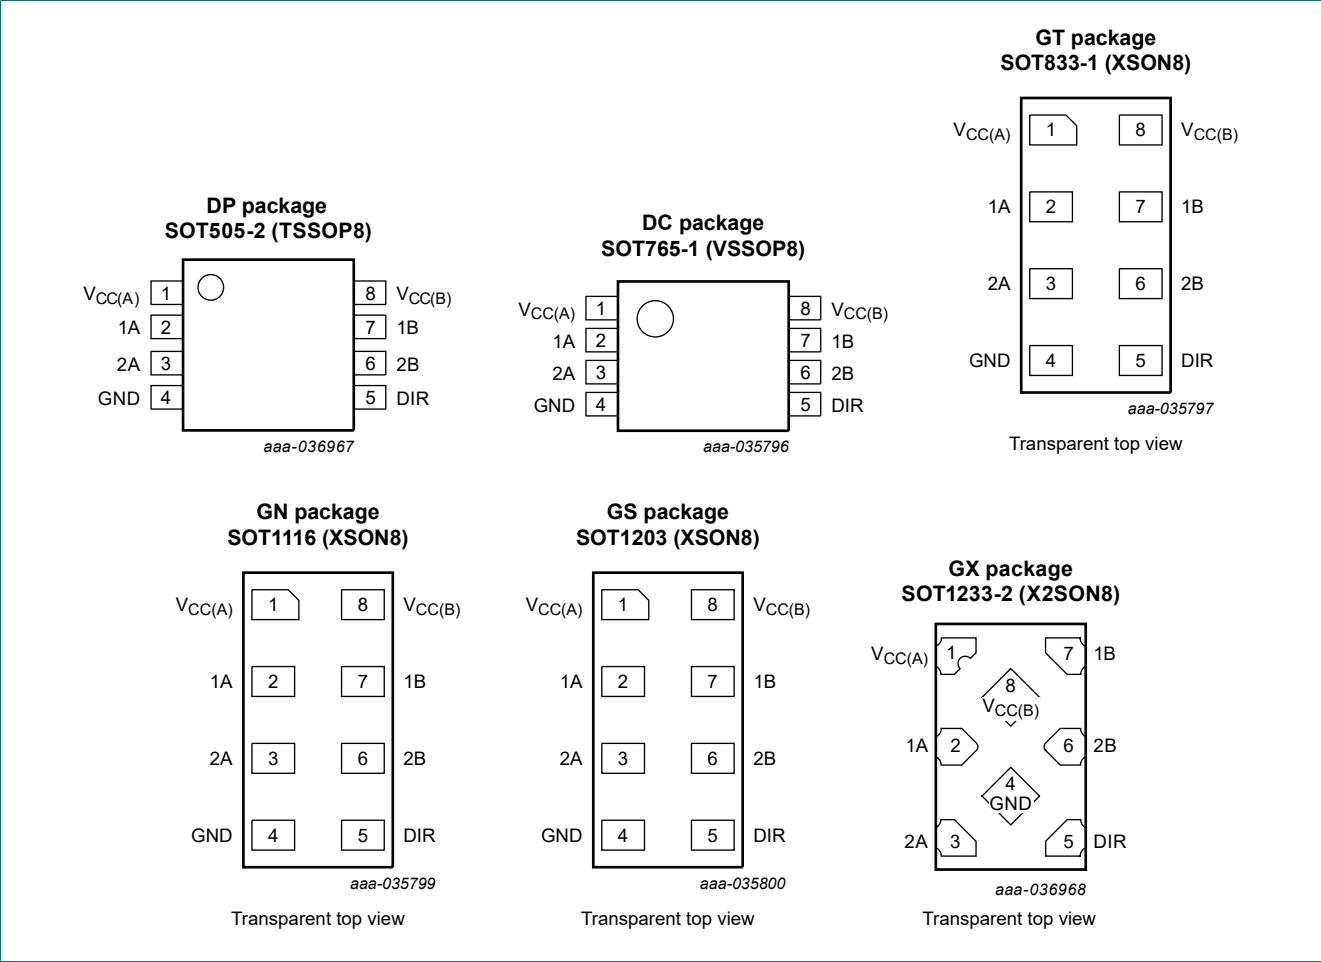 GT package
SOT833-1 (XSON8)
VCC(A) 1 8 VCC(B)
1A 2 7 1B
2A 3 6 2B
GND 4 5 DIR
aaa-035797
Transparent top view
DP package
SOT505-2 (TSSOP8)
VCC(A) 1 8 VCC(B)
1A 2 7 1B
2A 3 6 2B
GND 4 5 DIR
aaa-036967
DC package
SOT765-1 (VSSOP8)
VCC(A) 1 8 VCC(B)
1A 2 7 1B
2A 3 6 2B
GND 4 5 DIR
aaa-035796
GN package
SOT1116 (XSON8)
VCC(A) 1 8 VCC(B)
1A 2 7 1B
2A 3 6 2B
GND 4 5 DIR
aaa-035799
Transparent top view
GS package
SOT1203 (XSON8)
VCC(A) 1 8 VCC(B)
1A 2 7 1B
2A 3 6 2B
GND 4 5 DIR
aaa-035800
Transparent top view
GX package
SOT1233-2 (X2SON8)
VCC(A) 1 7 1B
8
VCC(B)
1A 2 6 2B
4
GND
2A 3 5 DIR
aaa-036968
Transparent top view